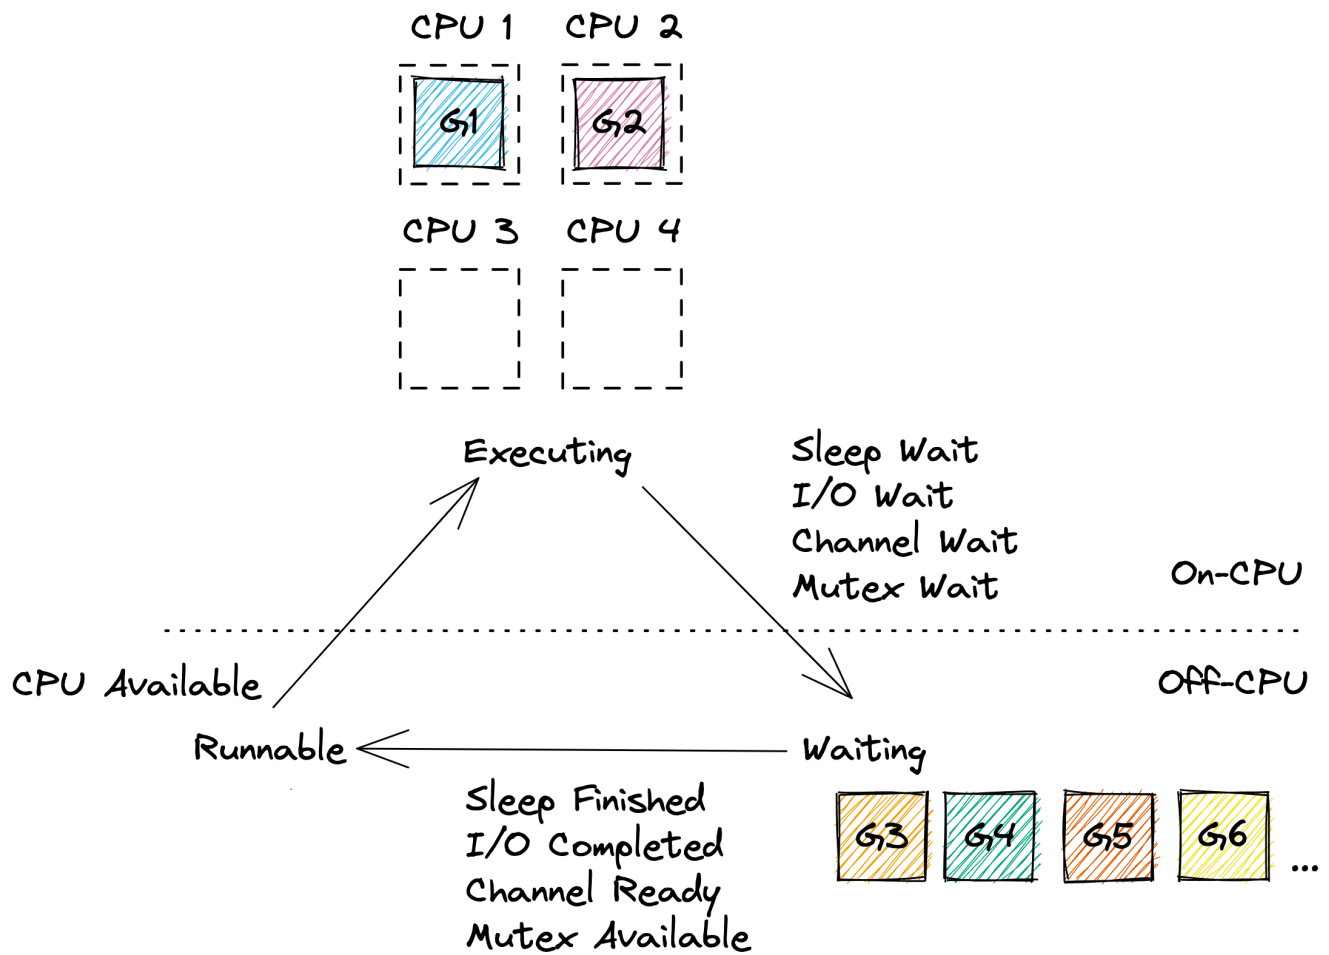 CPU 1 CPU 2
G1 G2
CPU 3 CPU 4
Executing
Sleep Wait
I/O Wait
Channel Wait
Mutex Wait
On-CPU
CPU Available
Off-CPU
Runnable
Waiting
Sleep Finished
I/O Completed
Channel Ready
Mutex Available
G3 G4 G5 G6 ...